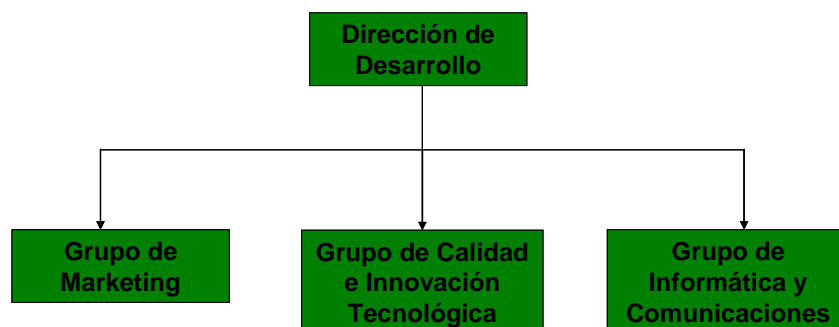 Dirección de
Desarrollo
Grupo de
Marketing
Grupo de Calidad
e Innovación
Tecnológica
Grupo de
Informática y
Comunicaciones